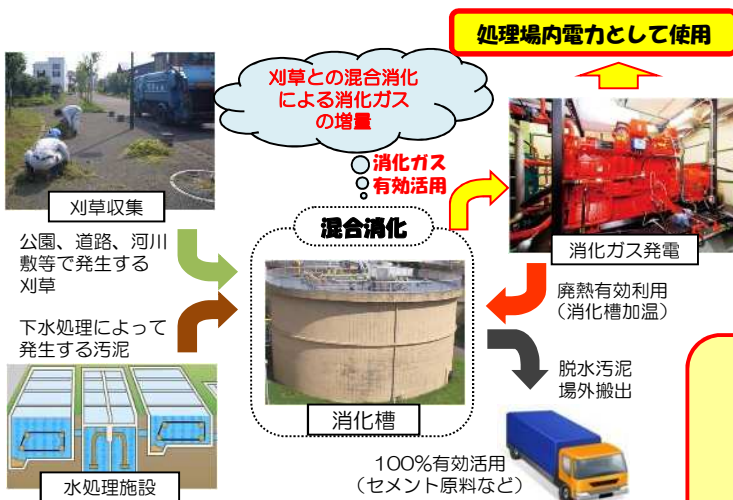 処理場内電力として使用
刈草との混合消化
による消化ガス
の増量
消化ガス
有効活用
刈草収集
混合消化
消化ガス発電
公園、道路、河川
敷等で発生する
刈草
廃熱有効利用
(消化槽加温)
下水処理によって
発生する汚泥
脱水汚泥
場外搬出
消化槽
水処理施設
100%有効活用
(セメント原料など)